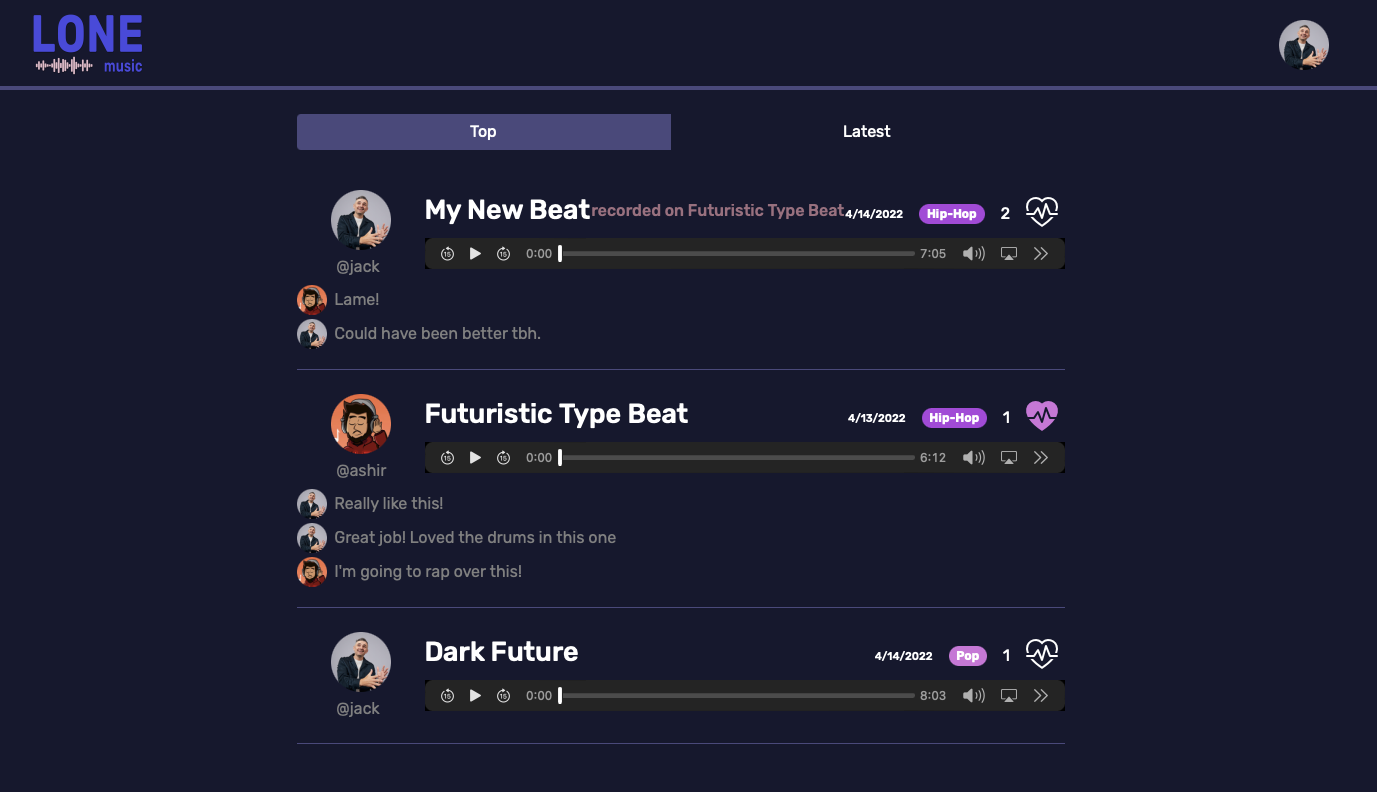 LONE
music
Top Latest
My New Beat recorded on Futuristic Type Beat 4/14/2022 Hip-Hop 2
15 15 0:00 7:05
@jack
Lame!
Could have been better tbh.
Futuristic Type Beat 4/13/2022 Hip-Hop 1
15 15 0:00 6:12
@ashir
Really like this!
Great job! Loved the drums in this one
I'm going to rap over this!
Dark Future 4/14/2022 Pop 1
15 15 0:00 8:03
@jack